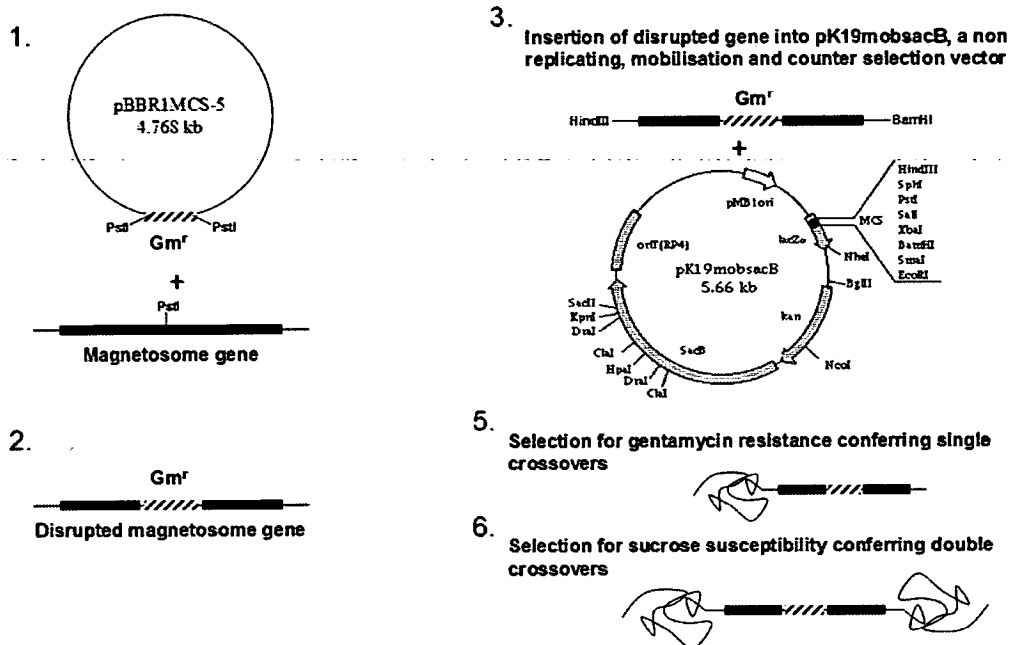 1.
pBBR1MCS-5
4.768 kb
PstI
PstI
Gmʳ
+
PstI
Magnetosome gene
2.
Gmʳ
Disrupted magnetosome gene
3.
Insertion of disrupted gene into pK19mobsacB, a non
replicating, mobilisation and counter selection vector
Gmʳ
HindIII
BamHI
+
pMB1ori
MCS
HindIII
SphI
PstI
SalI
XbaI
BamHI
SmaI
EcoRI
lacZα
NheI
BglII
oriT(RP4)
pK19mobsacB
5.66 kb
kan
NcoI
SacB
SacII
KpnI
DraI
ClaI
HpaI
DraI
ClaI
5.
Selection for gentamycin resistance conferring single
crossovers
6.
Selection for sucrose susceptibility conferring double
crossovers